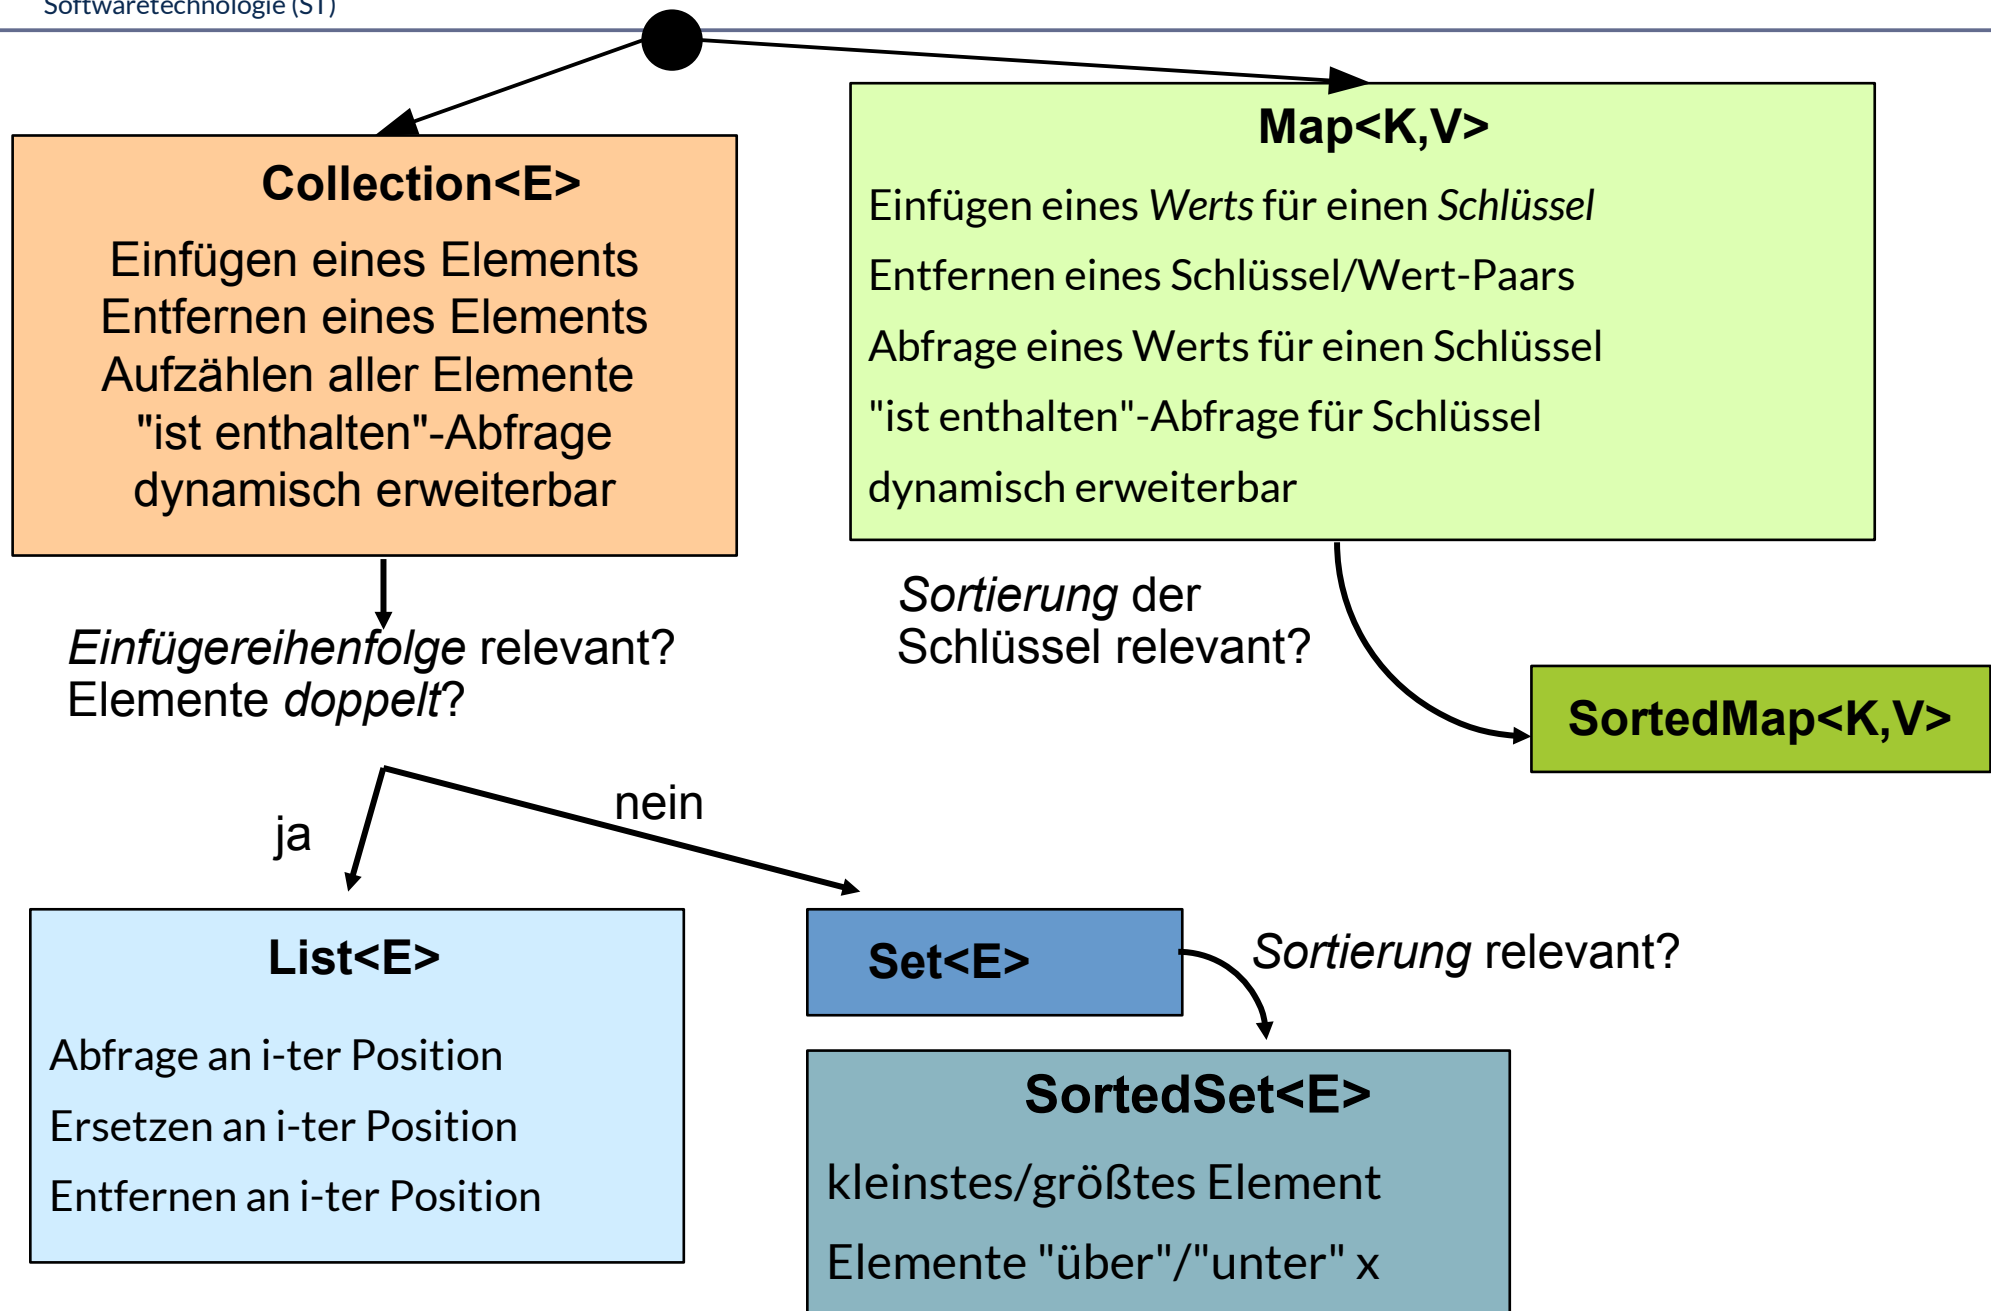 Softwaretechnologie (ST)
Collection<E>
Einfügen eines Elements
Entfernen eines Elements
Aufzählen aller Elemente
"ist enthalten"-Abfrage
dynamisch erweiterbar
Map<K,V>
Einfügen eines Werts für einen Schlüssel
Entfernen eines Schlüssel/Wert-Paars
Abfrage eines Werts für einen Schlüssel
"ist enthalten"-Abfrage für Schlüssel
dynamisch erweiterbar
Einfügereihenfolge relevant?
Elemente doppelt?
Sortierung der
Schlüssel relevant?
SortedMap<K,V>
ja
nein
List<E>
Abfrage an i-ter Position
Ersetzen an i-ter Position
Entfernen an i-ter Position
Set<E>
Sortierung relevant?
SortedSet<E>
kleinstes/größtes Element
Elemente "über"/"unter" x